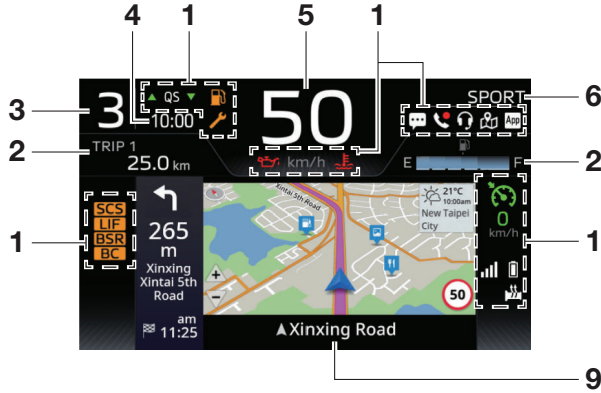 1
4
5
1
3
QS
10:00
50
SPORT
6
3
App
2
TRIP 1
25.0 km
km/h
E
F
2
1
SCS
LIF
BSR
BC
265
m
Xinxing
Xintai 5th
Road
am
11:25
Xintai 5th Road
21°C
10:00am
New Taipei
City
+
−
50
Xinxing Road
0
km/h
1
9